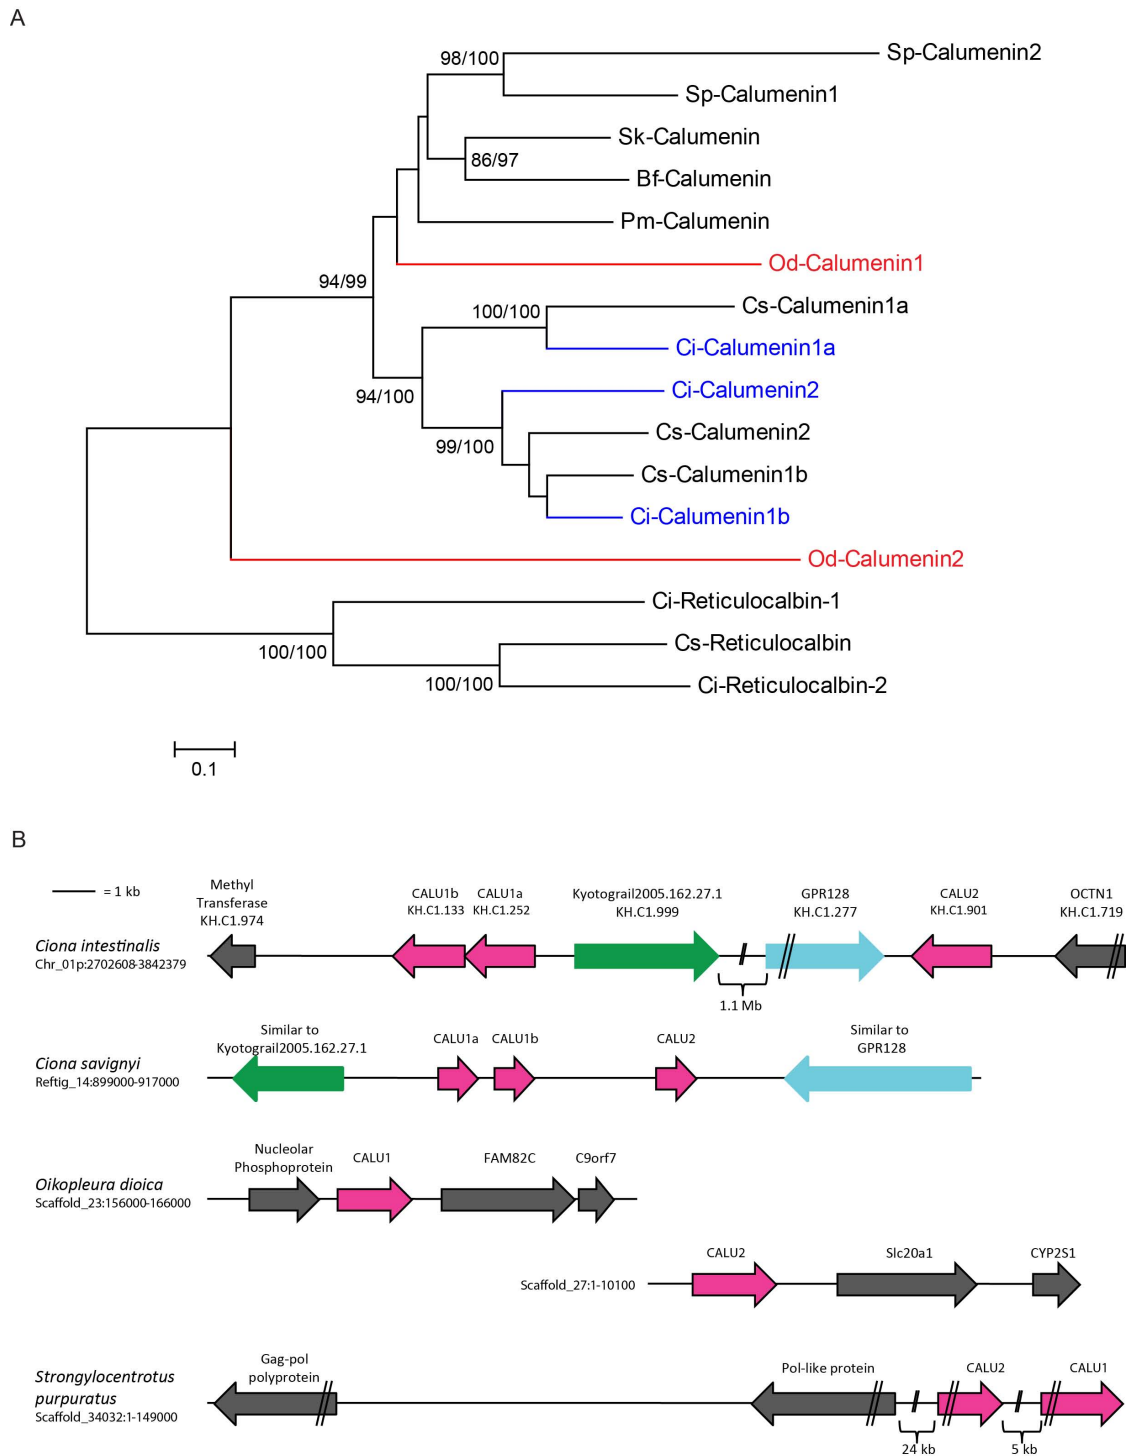 A
Sp-Calumenin2
98/100
Sp-Calumenin1
Sk-Calumenin
86/97
Bf-Calumenin
Pm-Calumenin
Od-Calumenin1
94/99
Cs-Calumenin1a
100/100
Ci-Calumenin1a
Ci-Calumenin2
94/100
Cs-Calumenin2
99/100
Cs-Calumenin1b
Ci-Calumenin1b
Od-Calumenin2
Ci-Reticulocalbin-1
Cs-Reticulocalbin
100/100
Ci-Reticulocalbin-2
100/100
0.1
B
= 1 kb
Methyl
Transferase
KH.C1.974
CALU1b
KH.C1.133
CALU1a
KH.C1.252
Kyotograil2005.162.27.1
KH.C1.999
GPR128
KH.C1.277
CALU2
KH.C1.901
OCTN1
KH.C1.719
Ciona intestinalis
Chr_01p:2702608-3842379
1.1 Mb
Similar to
Kyotograil2005.162.27.1
CALU1a
CALU1b
CALU2
Similar to
GPR128
Ciona savignyi
Reftig_14:899000-917000
Nucleolar
Phosphoprotein
CALU1
FAM82C
C9orf7
Oikopleura dioica
Scaffold_23:156000-166000
CALU2
Slc20a1
CYP2S1
Scaffold_27:1-10100
Gag-pol
polyprotein
Pol-like protein
CALU2
CALU1
Strongylocentrotus
purpuratus
Scaffold_34032:1-149000
24 kb
5 kb